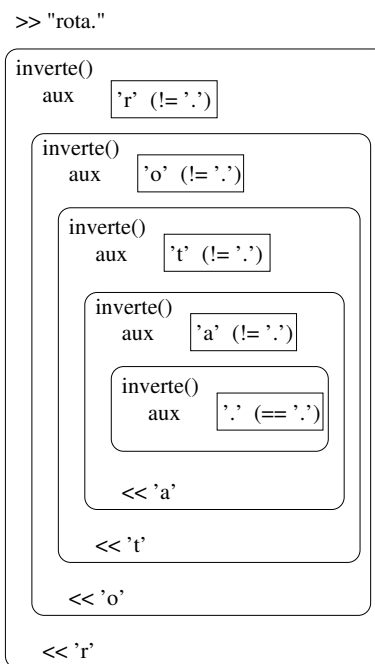 >> "rota."
inverte()
aux 'r' (!= '.')
inverte()
aux 'o' (!= '.')
inverte()
aux 't' (!= '.')
inverte()
aux 'a' (!= '.')
inverte()
aux '.' (== '.')
<< 'a'
<< 't'
<< 'o'
<< 'r'